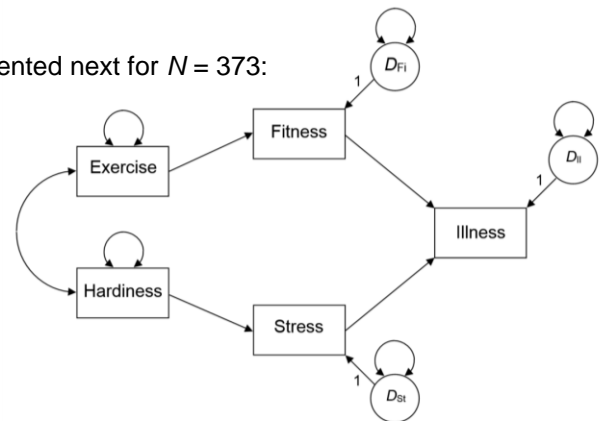 ented next for N = 373:
D_Fi
1
Fitness
Exercise
D_Il
1
Illness
Hardiness
Stress
1
D_St